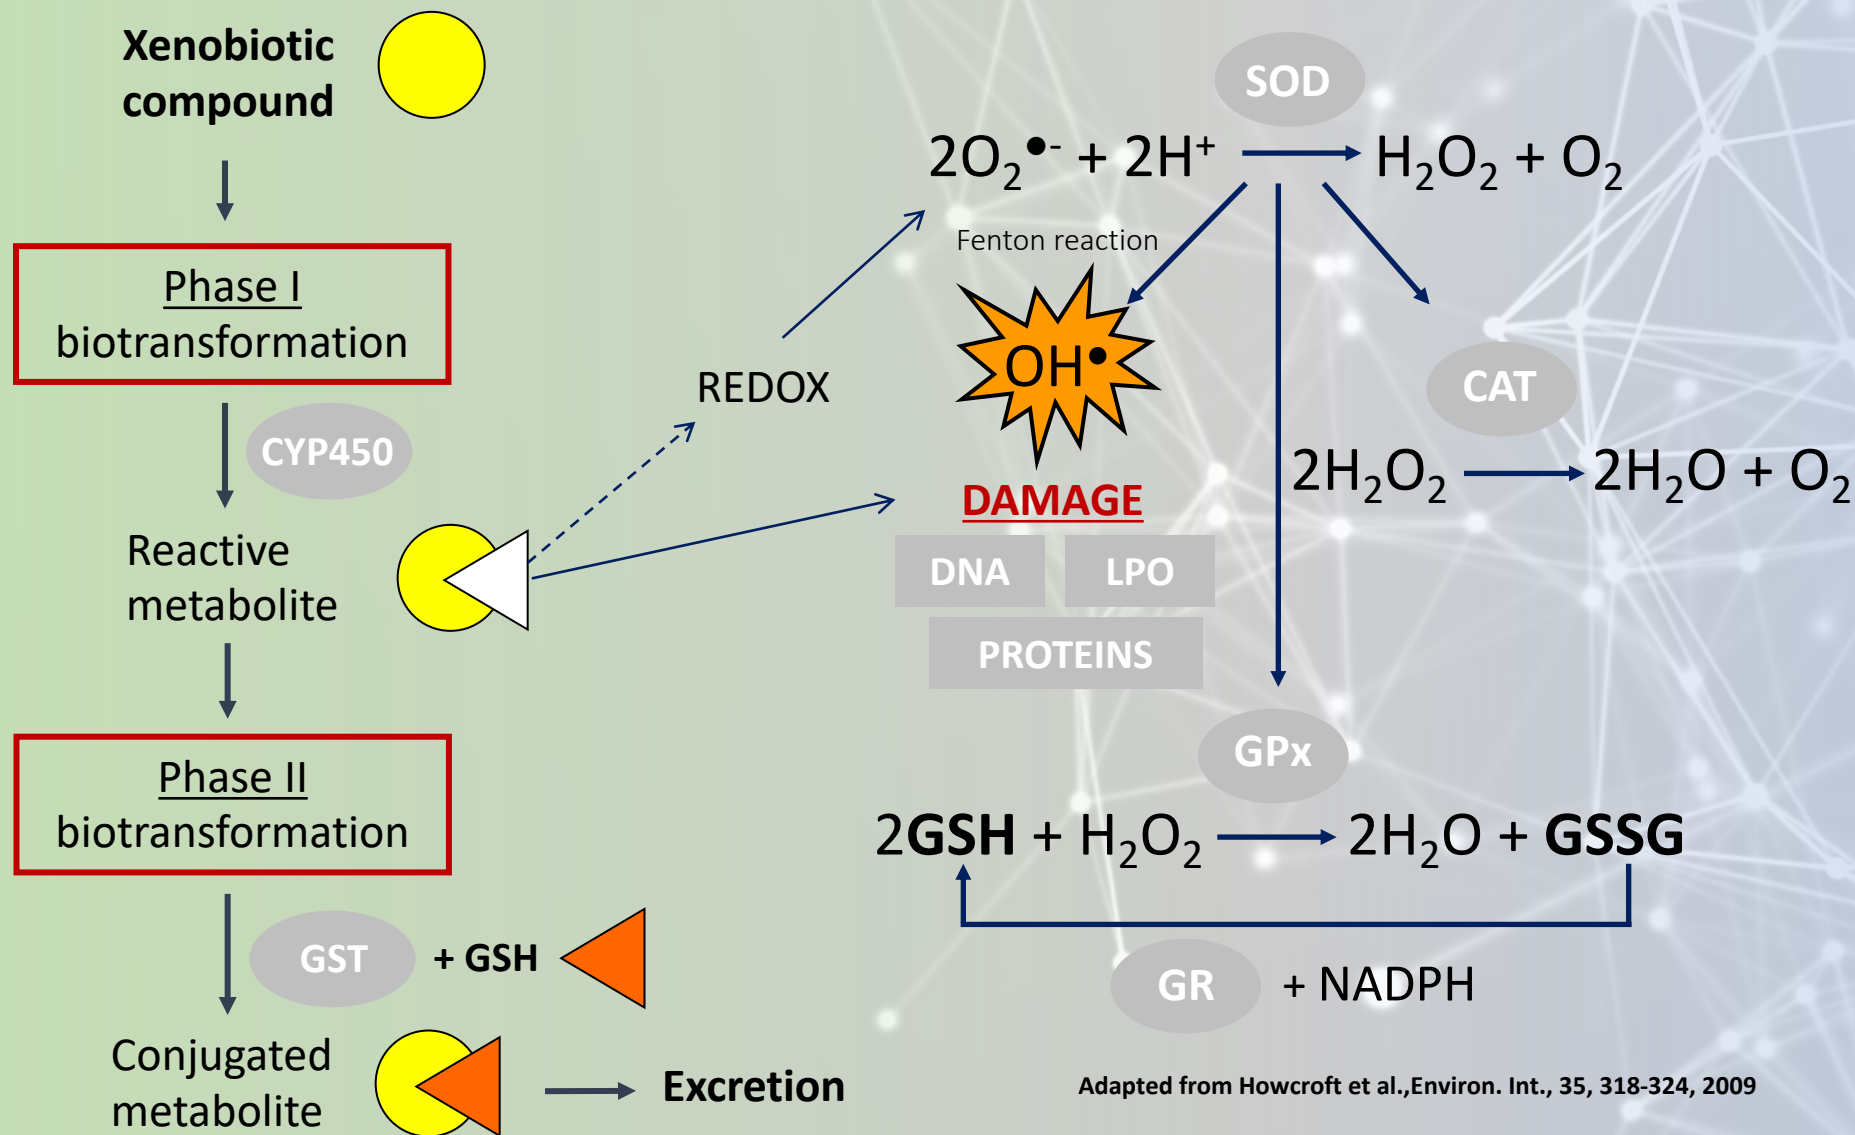 Xenobiotic
compound
Phase I
biotransformation
CYP450
Reactive
metabolite
Phase II
biotransformation
GST + GSH
Conjugated
metabolite
Excretion
REDOX
SOD
2O₂•⁻ + 2H⁺ → H₂O₂ + O₂
Fenton reaction
OH•
DAMAGE
DNA LPO
PROTEINS
CAT
2H₂O₂ → 2H₂O + O₂
GPx
2GSH + H₂O₂ → 2H₂O + GSSG
GR + NADPH
Adapted from Howcroft et al.,Environ. Int., 35, 318-324, 2009